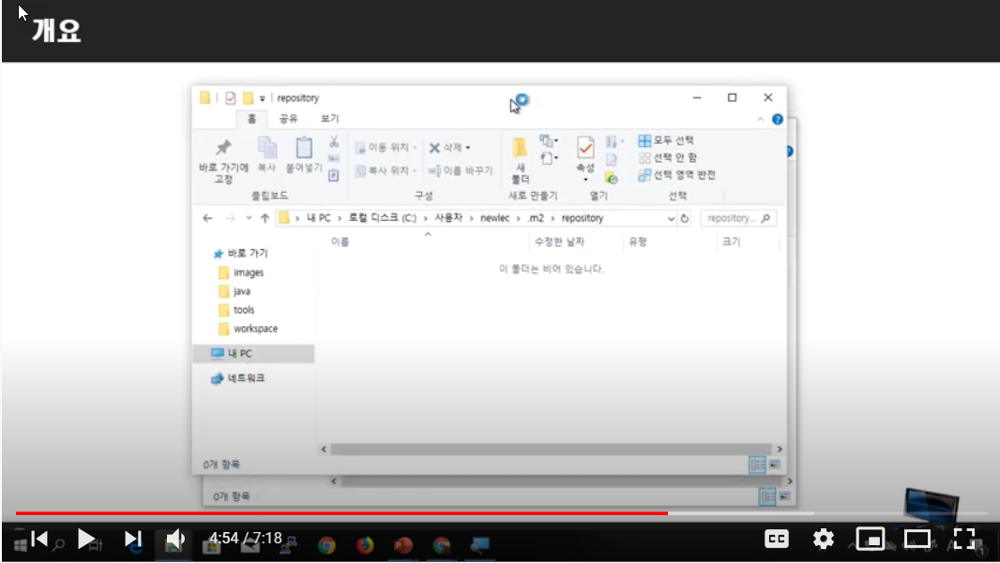 개요
repository
홈 공유 보기
바로 가기에 고정
복사
붙여넣기
이동 위치
복사 위치
삭제
이름 바꾸기
새 폴더
속성
모두 선택
선택 안 함
선택 영역 반전
클립보드 구성 새로 만들기 열기 선택
내 PC › 로컬 디스크 (C:) › 사용자 › newlec › .m2 › repository
repository...
이름 수정한 날짜 유형 크기
이 폴더는 비어 있습니다.
바로 가기
images
java
tools
workspace
내 PC
네트워크
0개 항목
0개 항목
4:54 / 7:18
CC